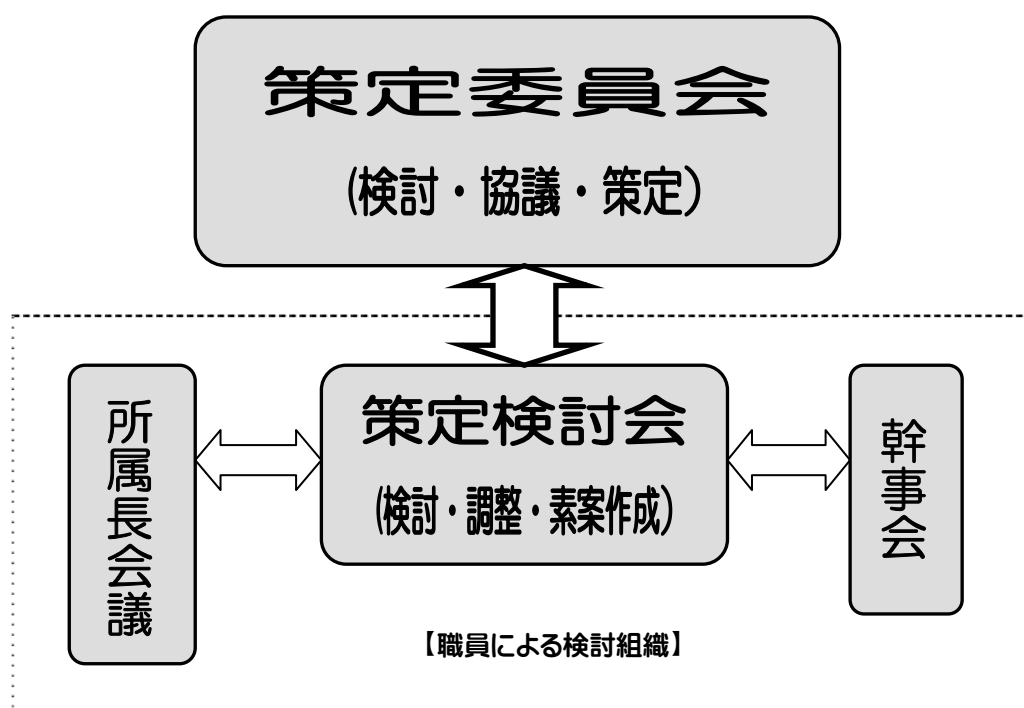 策定委員会
(検討・協議・策定)
所属長会議
策定検討会
(検討・調整・素案作成)
幹事会
【職員による検討組織】